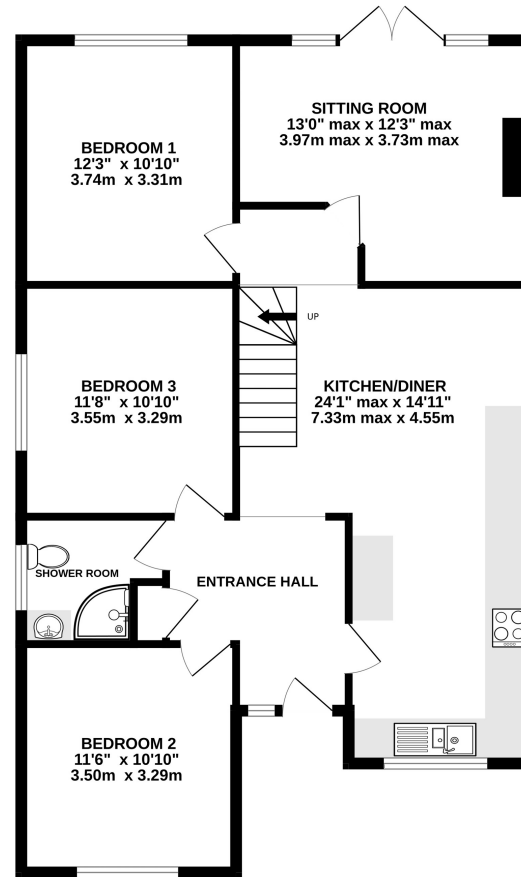 SITTING ROOM
13'0" max x 12'3" max
3.97m max x 3.73m max
BEDROOM 1
12'3" x 10'10"
3.74m x 3.31m
UP
BEDROOM 3
11'8" x 10'10"
3.55m x 3.29m
KITCHEN/DINER
24'1" max x 14'11"
7.33m max x 4.55m
SHOWER ROOM
ENTRANCE HALL
BEDROOM 2
11'6" x 10'10"
3.50m x 3.29m